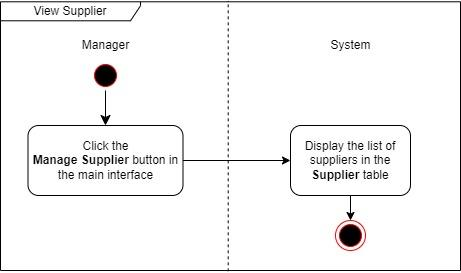 View Supplier
Manager
System
Click the
Manage Supplier button in
the main interface
Display the list of
suppliers in the
Supplier table